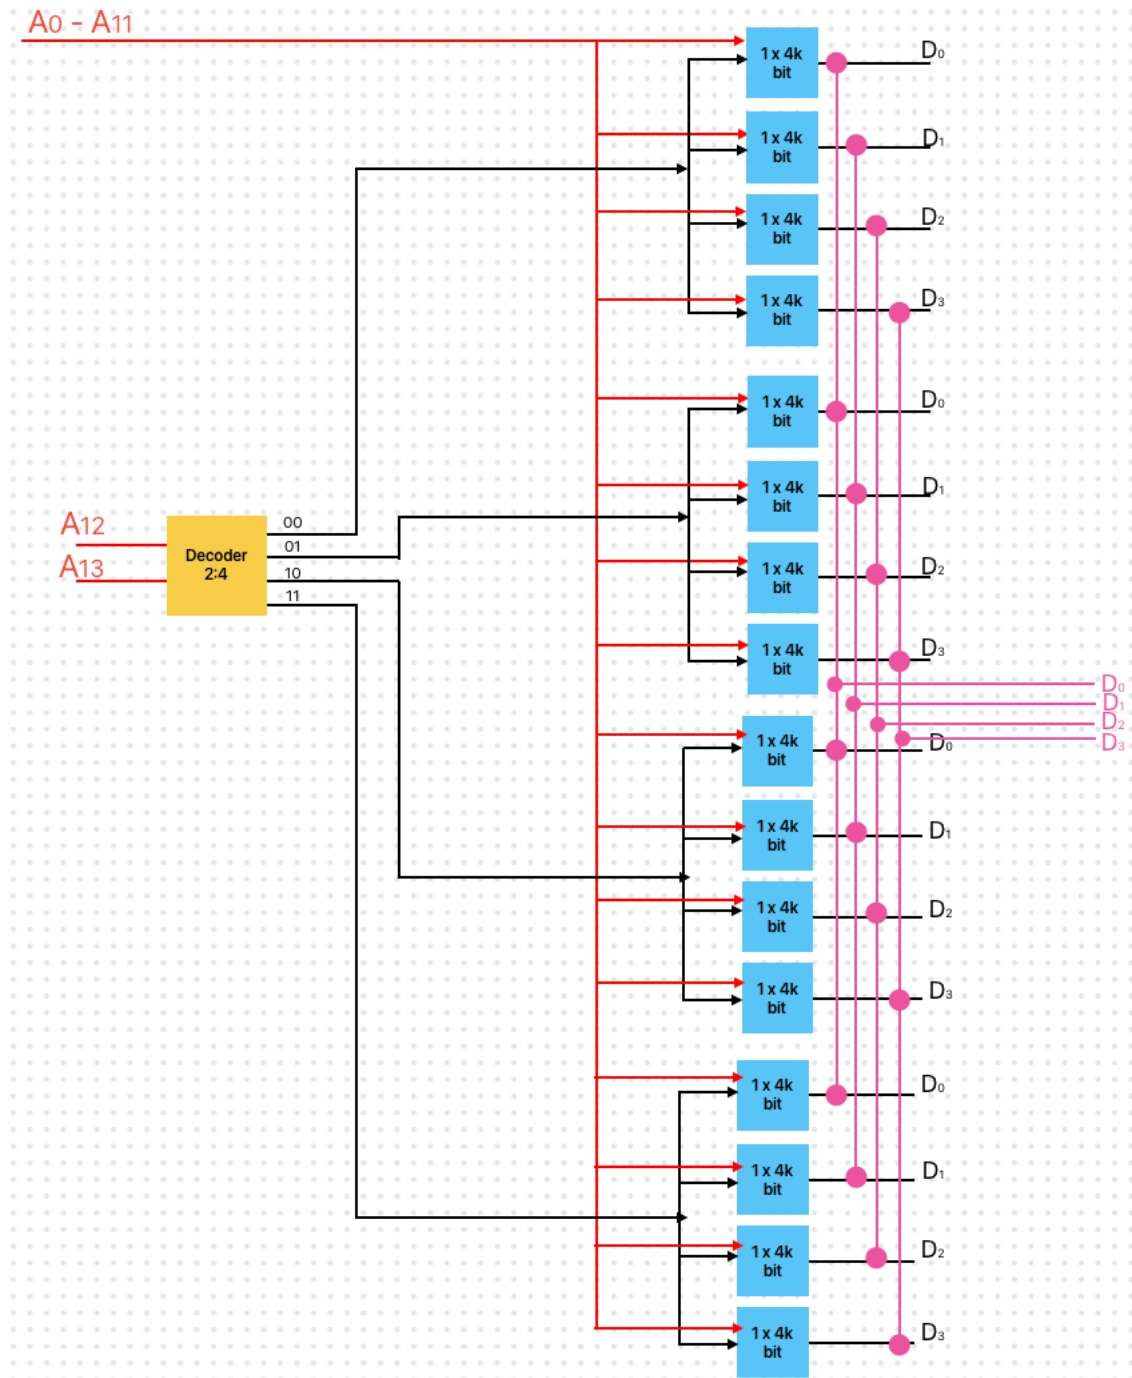 A0 - A11
1 x 4k
bit
D0
1 x 4k
bit
D1
1 x 4k
bit
D2
1 x 4k
bit
D3
1 x 4k
bit
D0
1 x 4k
bit
D1
A12
A13
Decoder
2:4
00
01
10
11
1 x 4k
bit
D2
1 x 4k
bit
D3
D0
D1
D2
D3
1 x 4k
bit
D0
1 x 4k
bit
D1
1 x 4k
bit
D2
1 x 4k
bit
D3
1 x 4k
bit
D0
1 x 4k
bit
D1
1 x 4k
bit
D2
1 x 4k
bit
D3